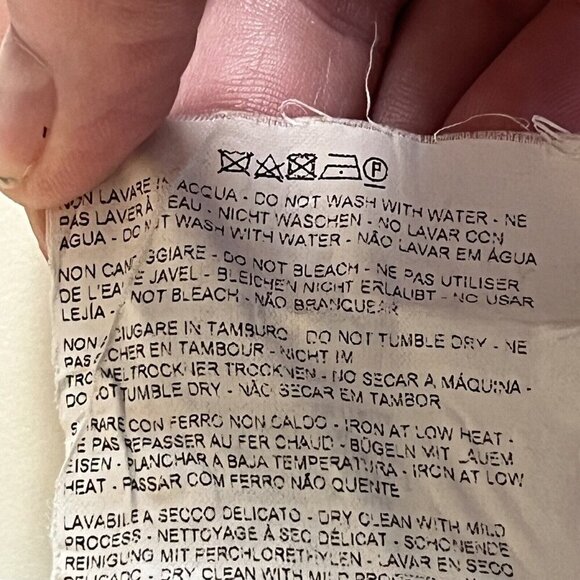 P
NON LAVARE IN ACQUA - DO NOT WASH WITH WATER - NE
PAS LAVER À EAU - NICHT WASCHEN - NO LAVAR CON
AGUA - DO NOT WASH WITH WATER - NÃO LAVAR EM ÁGUA
NON CANDEGGIARE - DO NOT BLEACH - NE PAS UTILISER
DE L'EAU DE JAVEL - BLEICHEN NICHT ERLAUBT - NO USAR
LEJÍA - DO NOT BLEACH - NÃO BRANQUEAR
NON ASCIUGARE IN TAMBURO - DO NOT TUMBLE DRY - NE
PAS SÉCHER EN TAMBOUR - NICHT IM
TROMMELTROCKNER TROCKNEN - NO SECAR A MÁQUINA -
DO NOT TUMBLE DRY - NÃO SECAR EM TAMBOR
STIRARE CON FERRO NON CALDO - IRON AT LOW HEAT -
NE PAS REPASSER AU FER CHAUD - BÜGELN MIT LAUEM
EISEN - PLANCHAR A BAJA TEMPERATURA - IRON AT LOW
HEAT - PASSAR COM FERRO NÃO QUENTE
LAVABILE A SECCO DELICATO - DRY CLEAN WITH MILD
PROCESS - NETTOYAGE À SEC DÉLICAT - SCHONENDE
REINIGUNG MIT PERCHLORETHYLEN - LAVAR EN SECO
DELICADO - DRY CLEAN WITH MILD